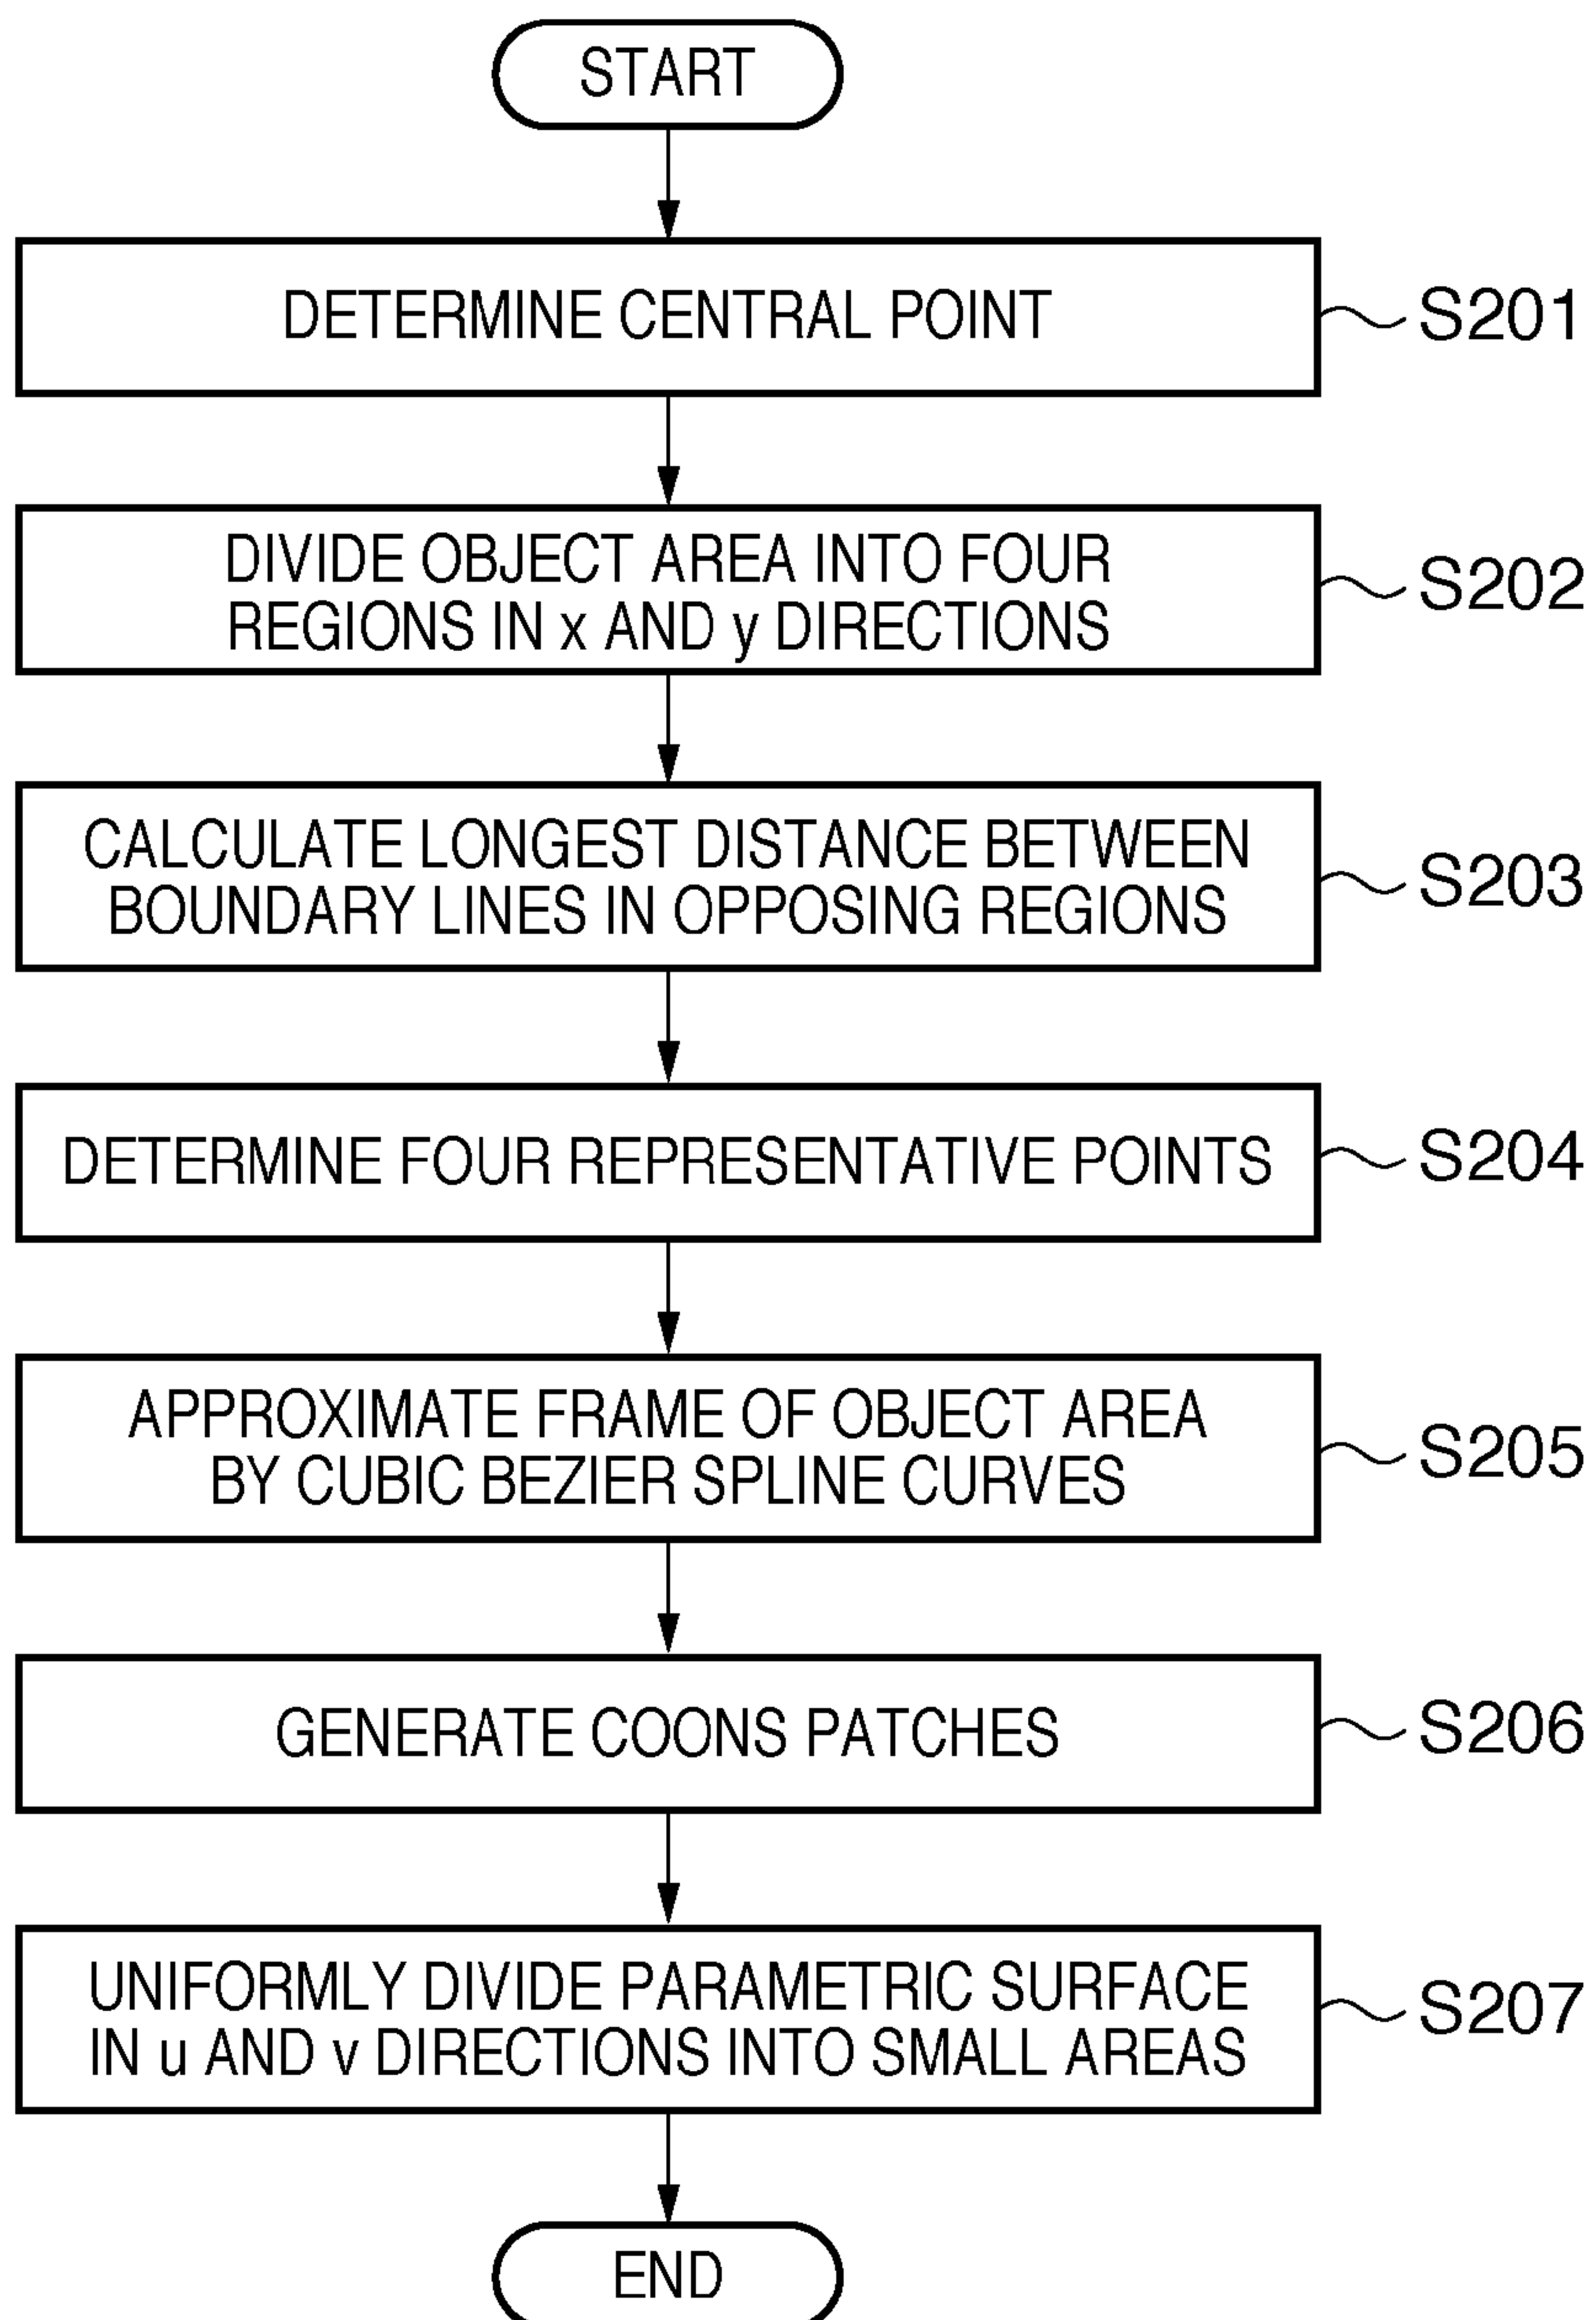 START
DETERMINE CENTRAL POINT
S201
DIVIDE OBJECT AREA INTO FOUR
REGIONS IN x AND y DIRECTIONS
S202
CALCULATE LONGEST DISTANCE BETWEEN
BOUNDARY LINES IN OPPOSING REGIONS
S203
DETERMINE FOUR REPRESENTATIVE POINTS
S204
APPROXIMATE FRAME OF OBJECT AREA
BY CUBIC BEZIER SPLINE CURVES
S205
GENERATE COONS PATCHES
S206
UNIFORMLY DIVIDE PARAMETRIC SURFACE
IN u AND v DIRECTIONS INTO SMALL AREAS
S207
END